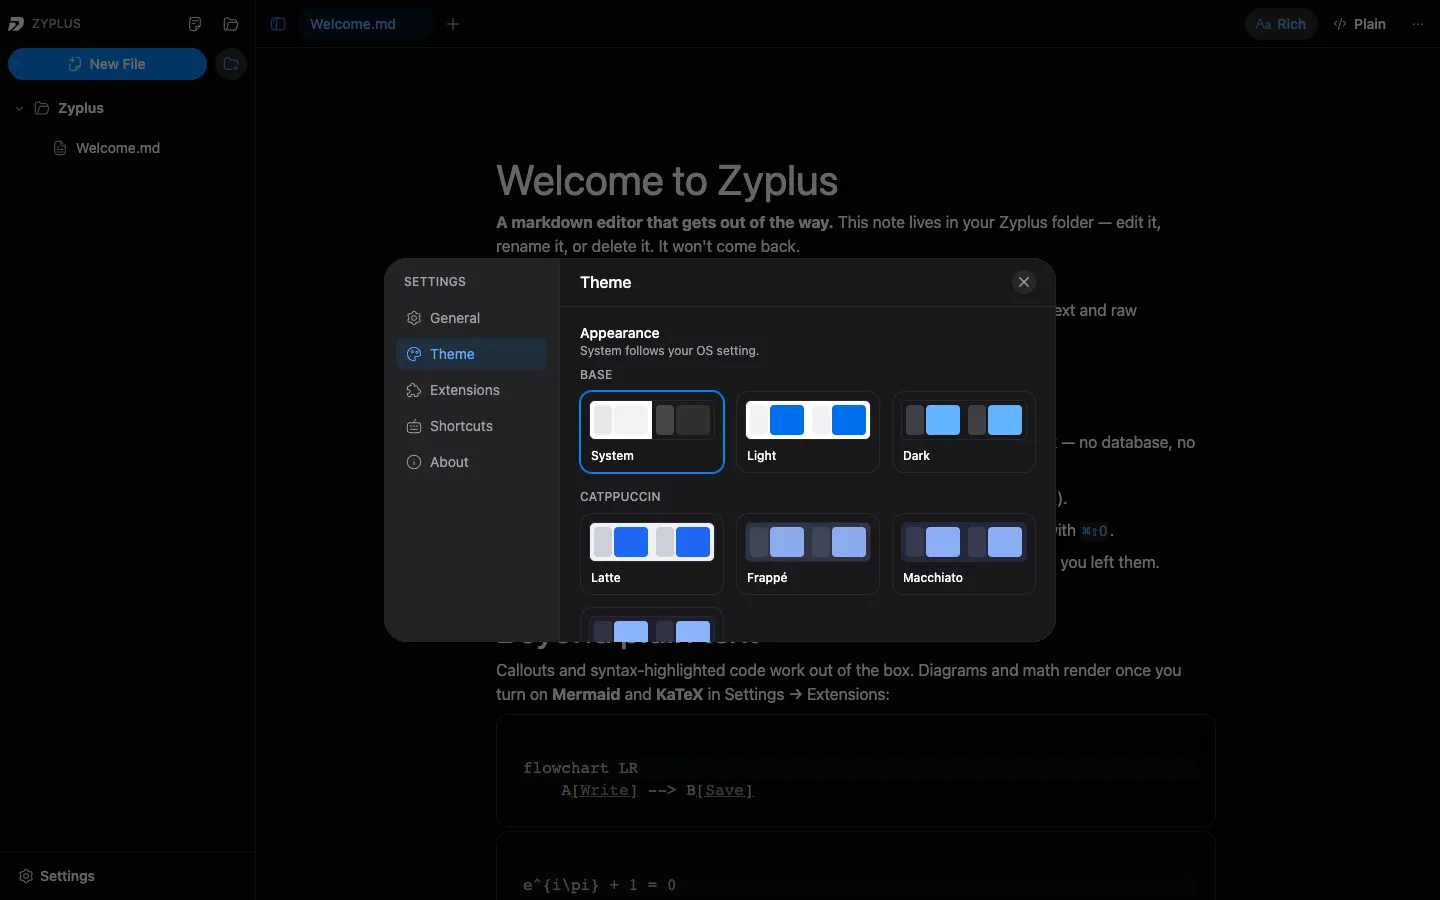 ZYPLUS
Welcome.md
Aa Rich
</> Plain
New File
Zyplus
Welcome.md
Welcome to Zyplus
A markdown editor that gets out of the way. This note lives in your Zyplus folder — edit it,
rename it, or delete it. It won't come back.
ext and raw
— no database, no
).
with ⌘⇧O.
you left them.
SETTINGS
General
Theme
Extensions
Shortcuts
About
Theme
Appearance
System follows your OS setting.
BASE
System
Light
Dark
CATPPUCCIN
Latte
Frappé
Macchiato
Callouts and syntax-highlighted code work out of the box. Diagrams and math render once you
turn on Mermaid and KaTeX in Settings → Extensions:
flowchart LR
A[Write] --> B[Save]
e^{i\pi} + 1 = 0
Settings